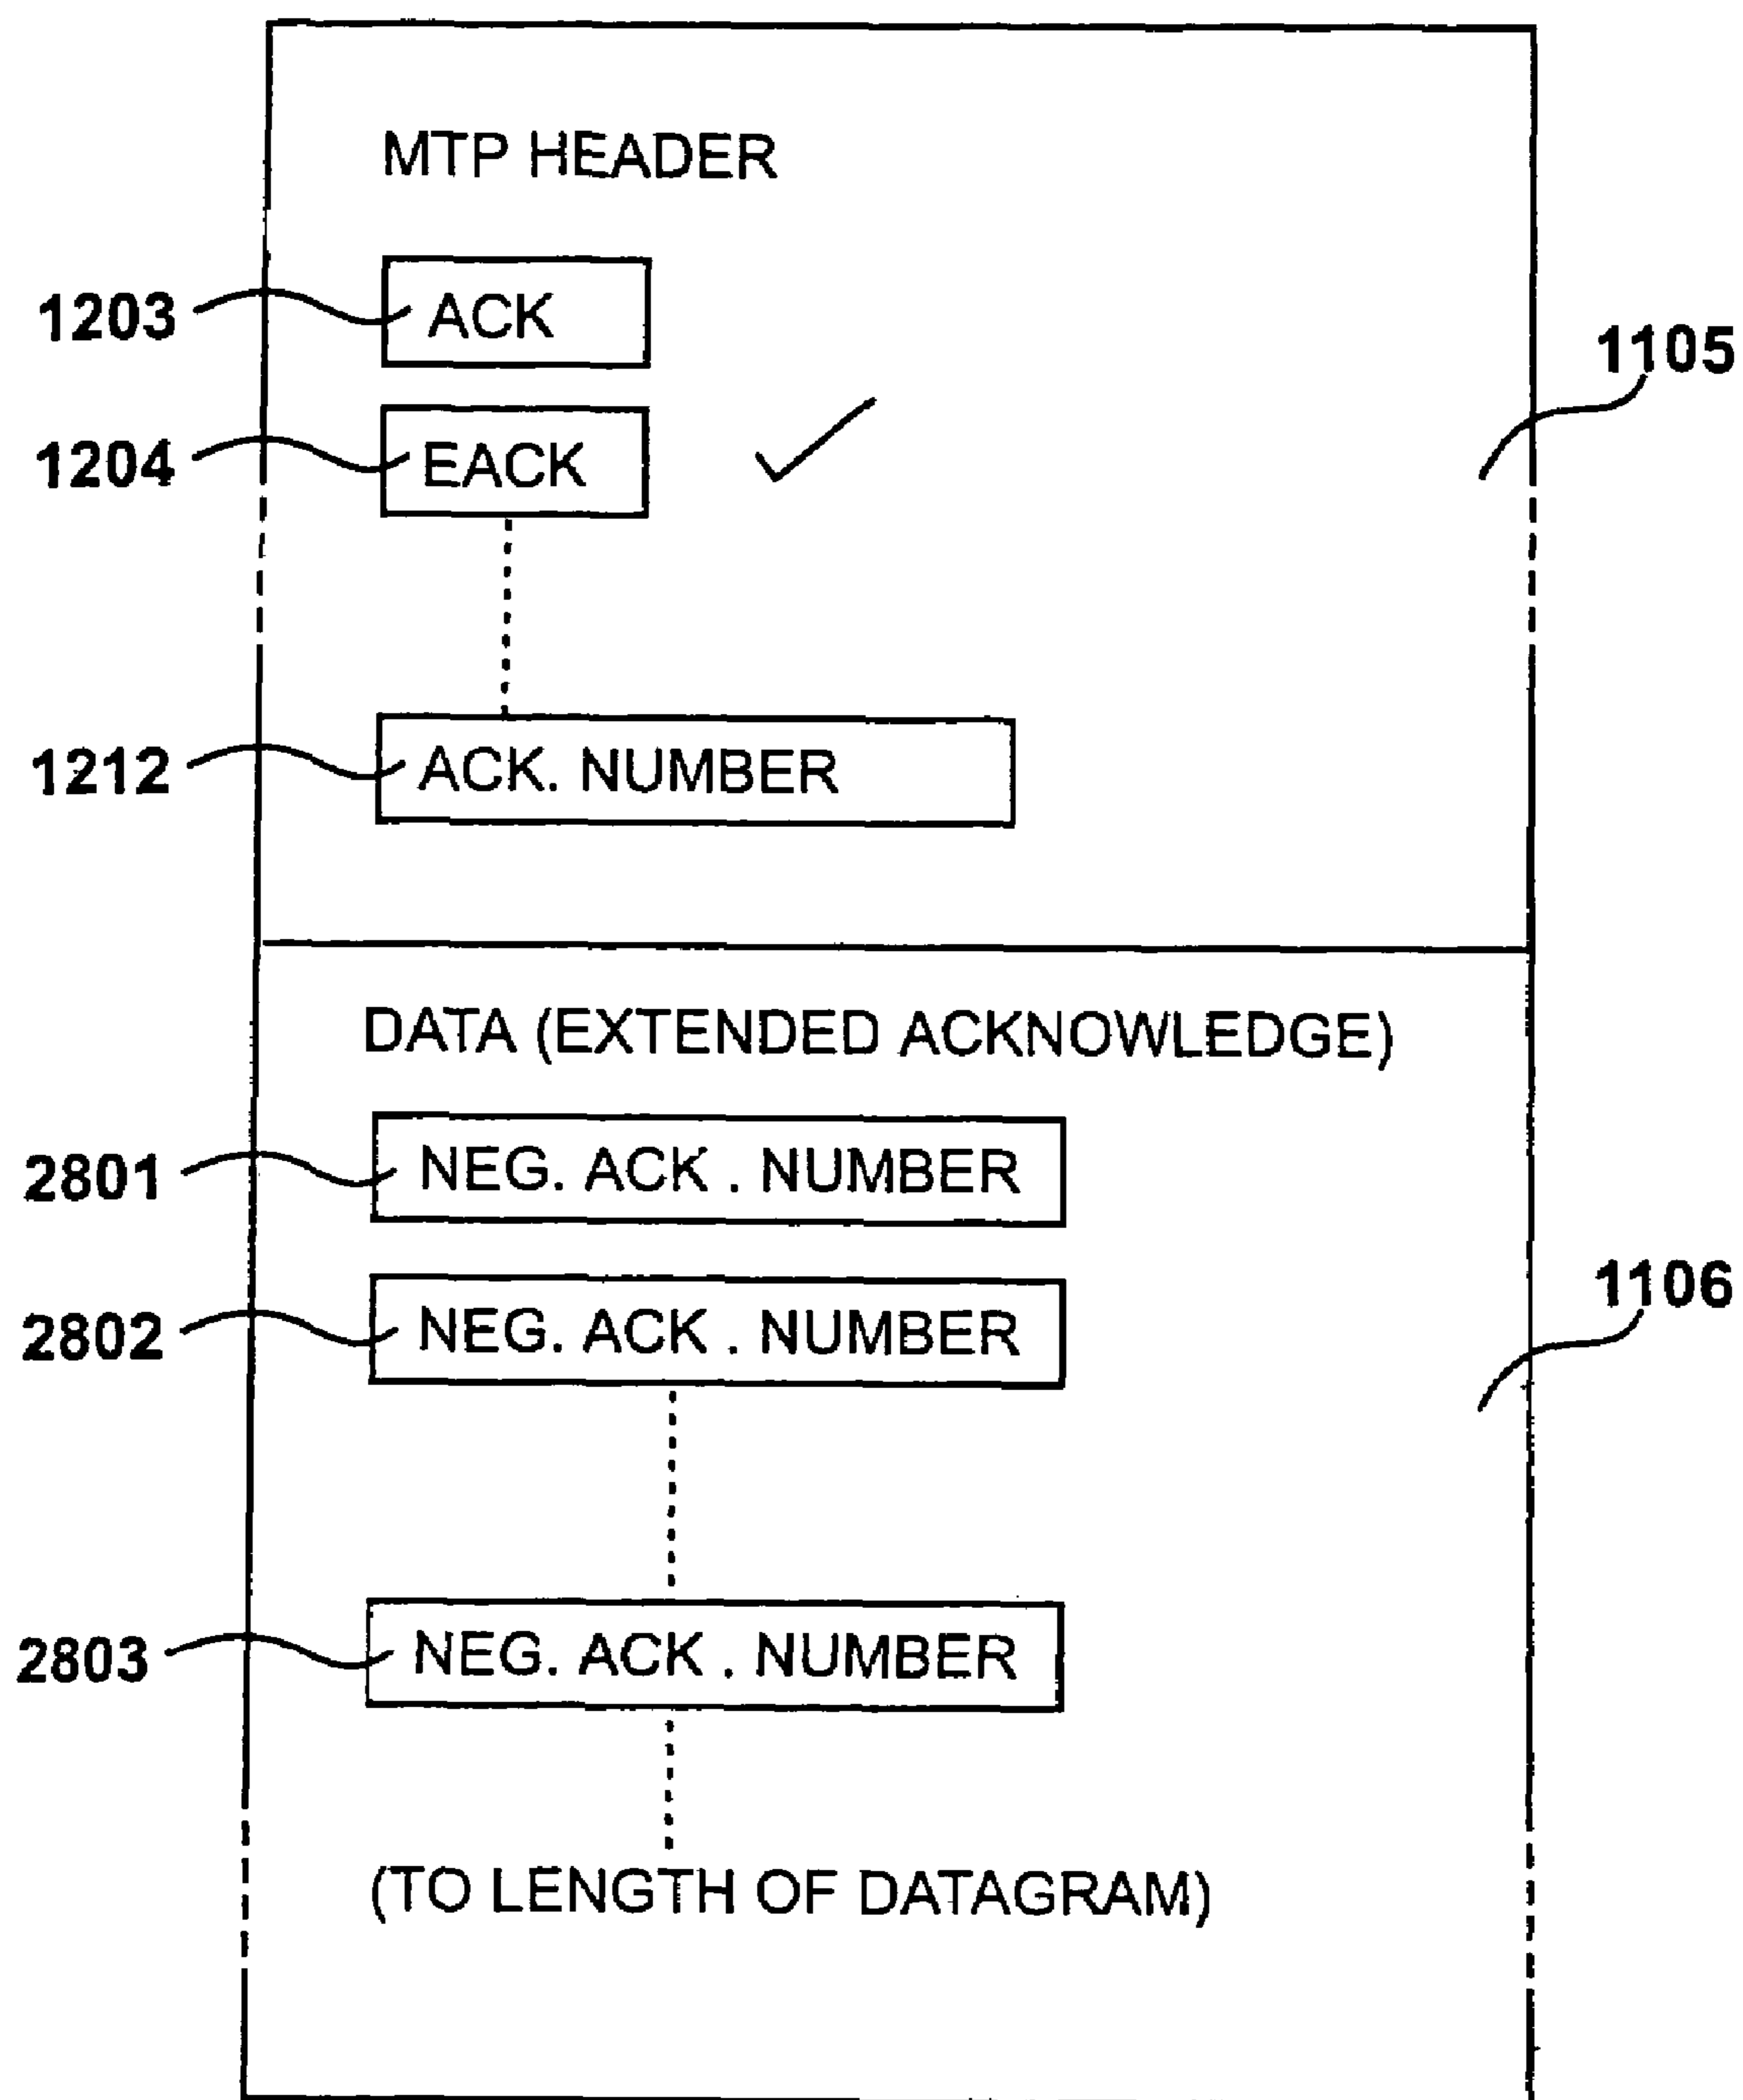 MTP HEADER
1203 ACK
1105
1204 EACK
1212 ACK. NUMBER
DATA (EXTENDED ACKNOWLEDGE)
2801 NEG. ACK . NUMBER
1106
2802 NEG. ACK . NUMBER
2803 NEG. ACK . NUMBER
(TO LENGTH OF DATAGRAM)